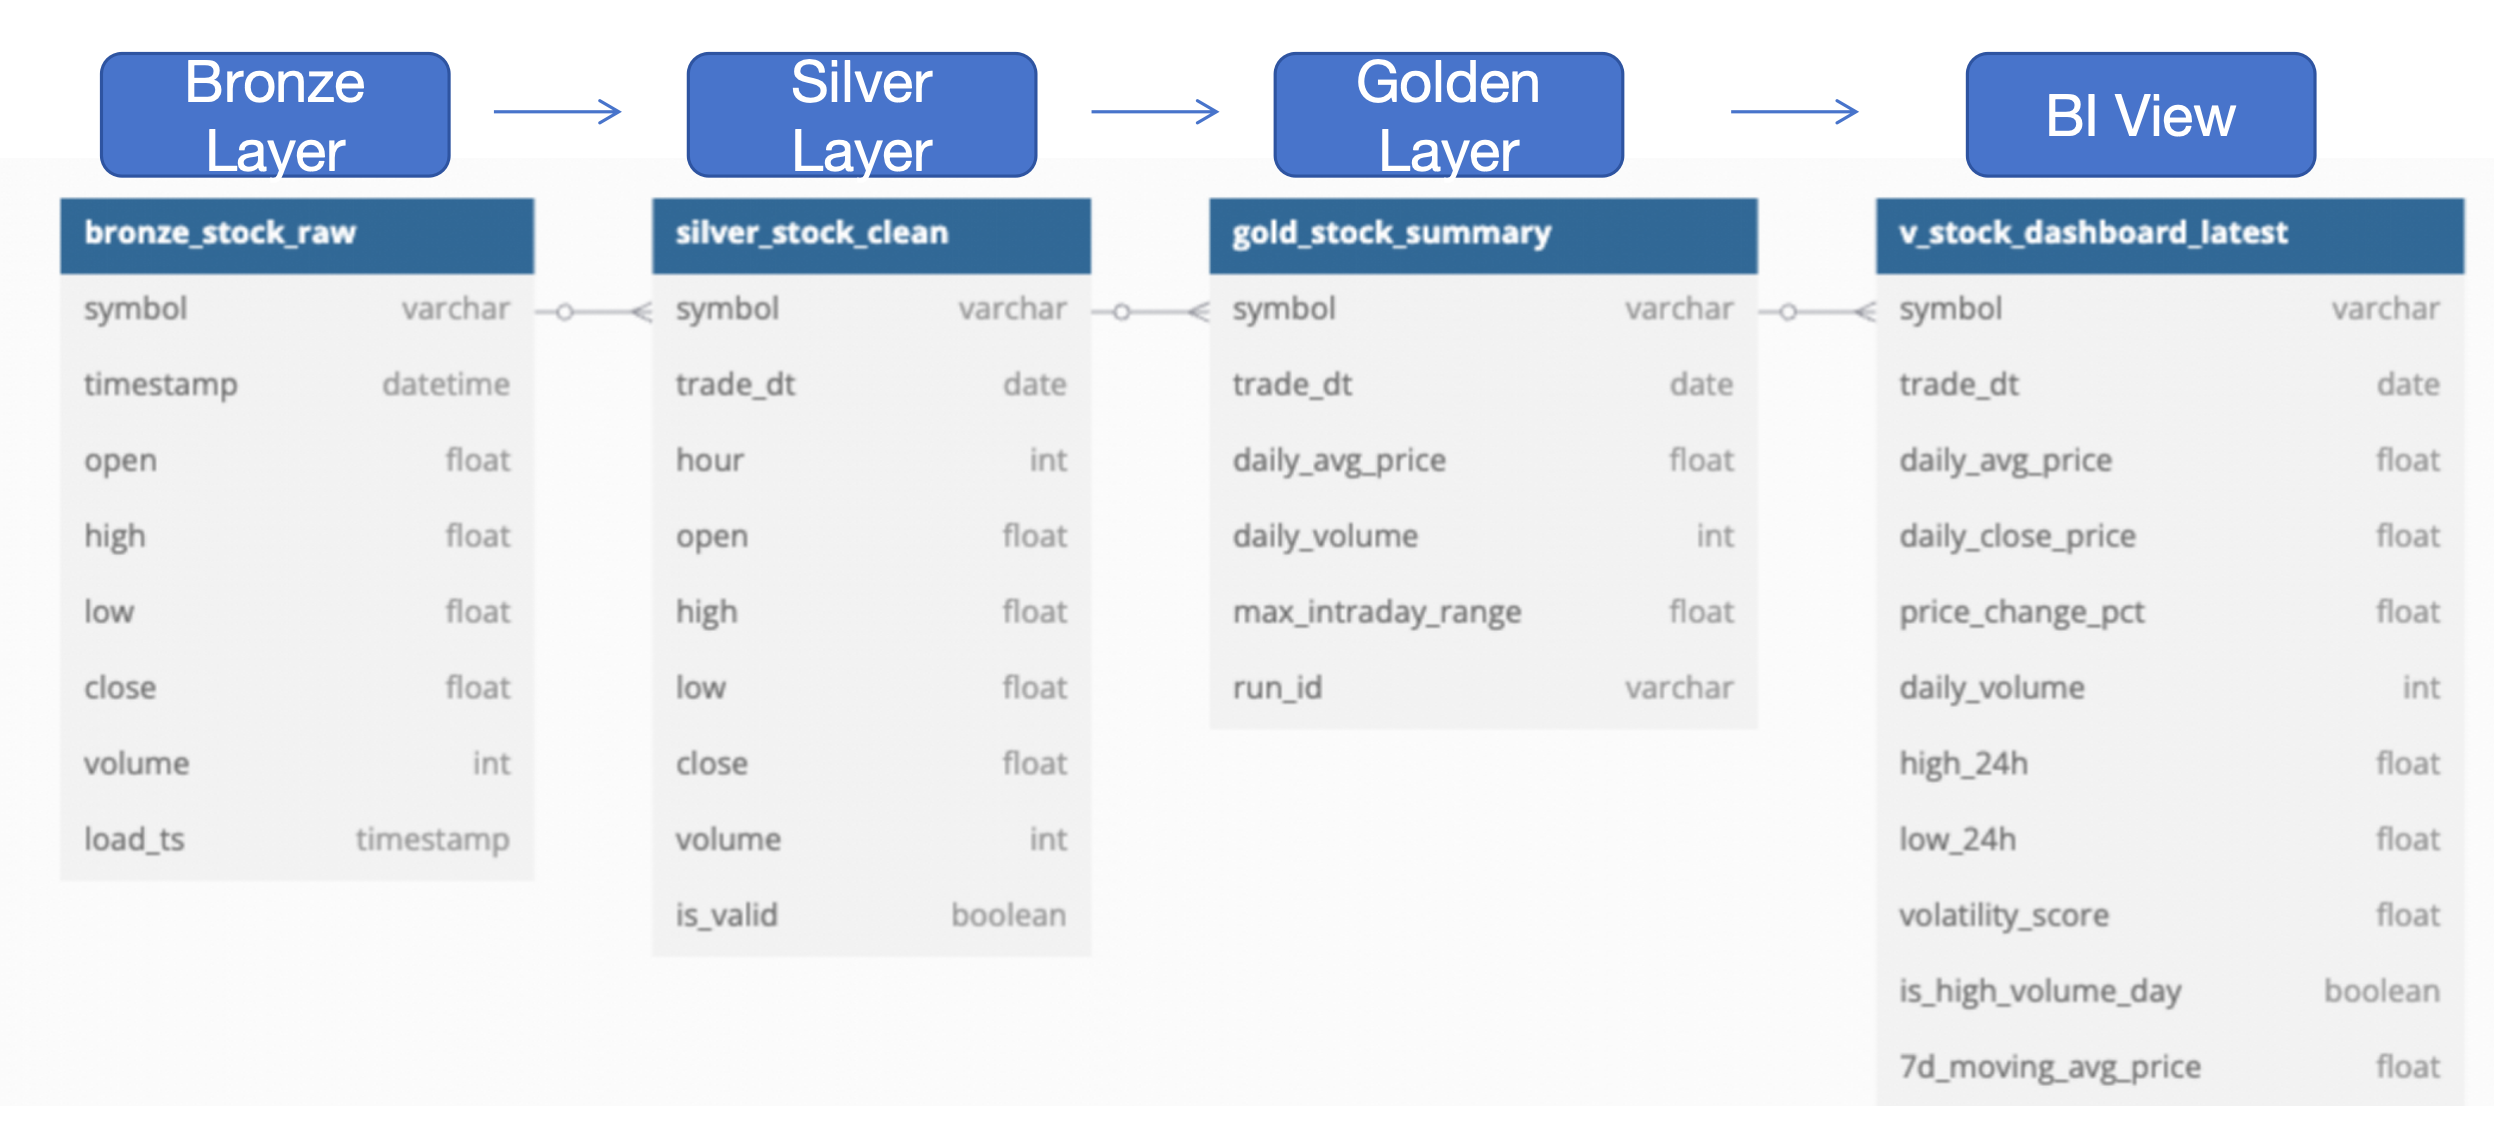 Bronze
Layer
Silver
Layer
Golden
Layer
BI View
bronze_stock_raw
symbol varchar
timestamp datetime
open float
high float
low float
close float
volume int
load_ts timestamp
silver_stock_clean
symbol varchar
trade_dt date
hour int
open float
high float
low float
close float
volume int
is_valid boolean
gold_stock_summary
symbol varchar
trade_dt date
daily_avg_price float
daily_volume int
max_intraday_range float
run_id varchar
v_stock_dashboard_latest
symbol varchar
trade_dt date
daily_avg_price float
daily_close_price float
price_change_pct float
daily_volume int
high_24h float
low_24h float
volatility_score float
is_high_volume_day boolean
7d_moving_avg_price float